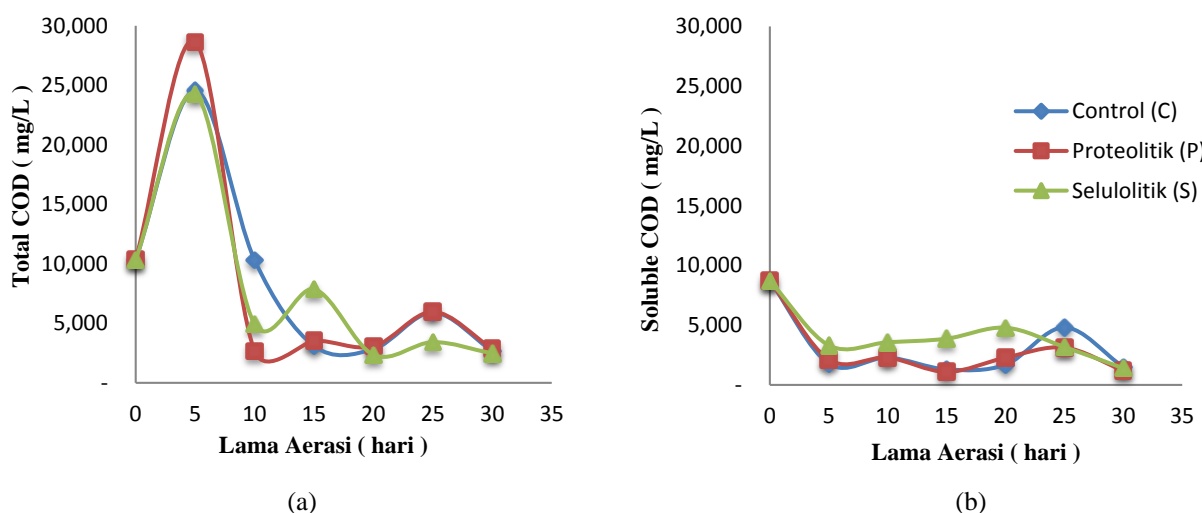 30,000
25,000
20,000
15,000
10,000
5,000
-
Total COD ( mg/L )
0 5 10 15 20 25 30 35
Lama Aerasi ( hari )
(a)
30,000
25,000
20,000
15,000
10,000
5,000
-
Soluble COD ( mg/L )
Control (C)
Proteolitik (P)
Selulolitik (S)
0 5 10 15 20 25 30 35
Lama Aerasi ( hari )
(b)